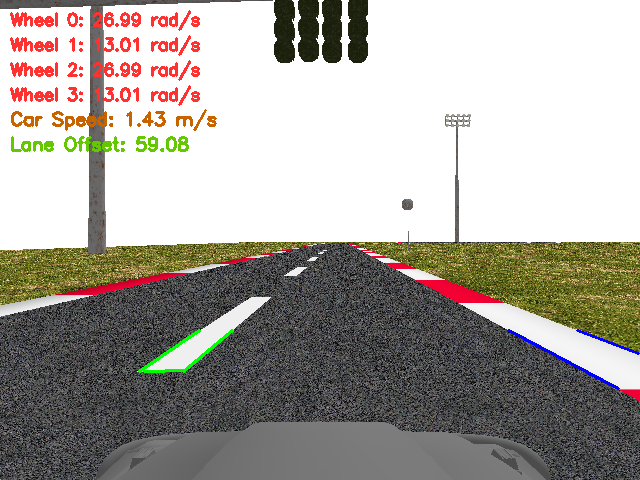 Wheel 0: 26.99 rad/s
Wheel 1: 13.01 rad/s
Wheel 2: 26.99 rad/s
Wheel 3: 13.01 rad/s
Car Speed: 1.43 m/s
Lane Offset: 59.08